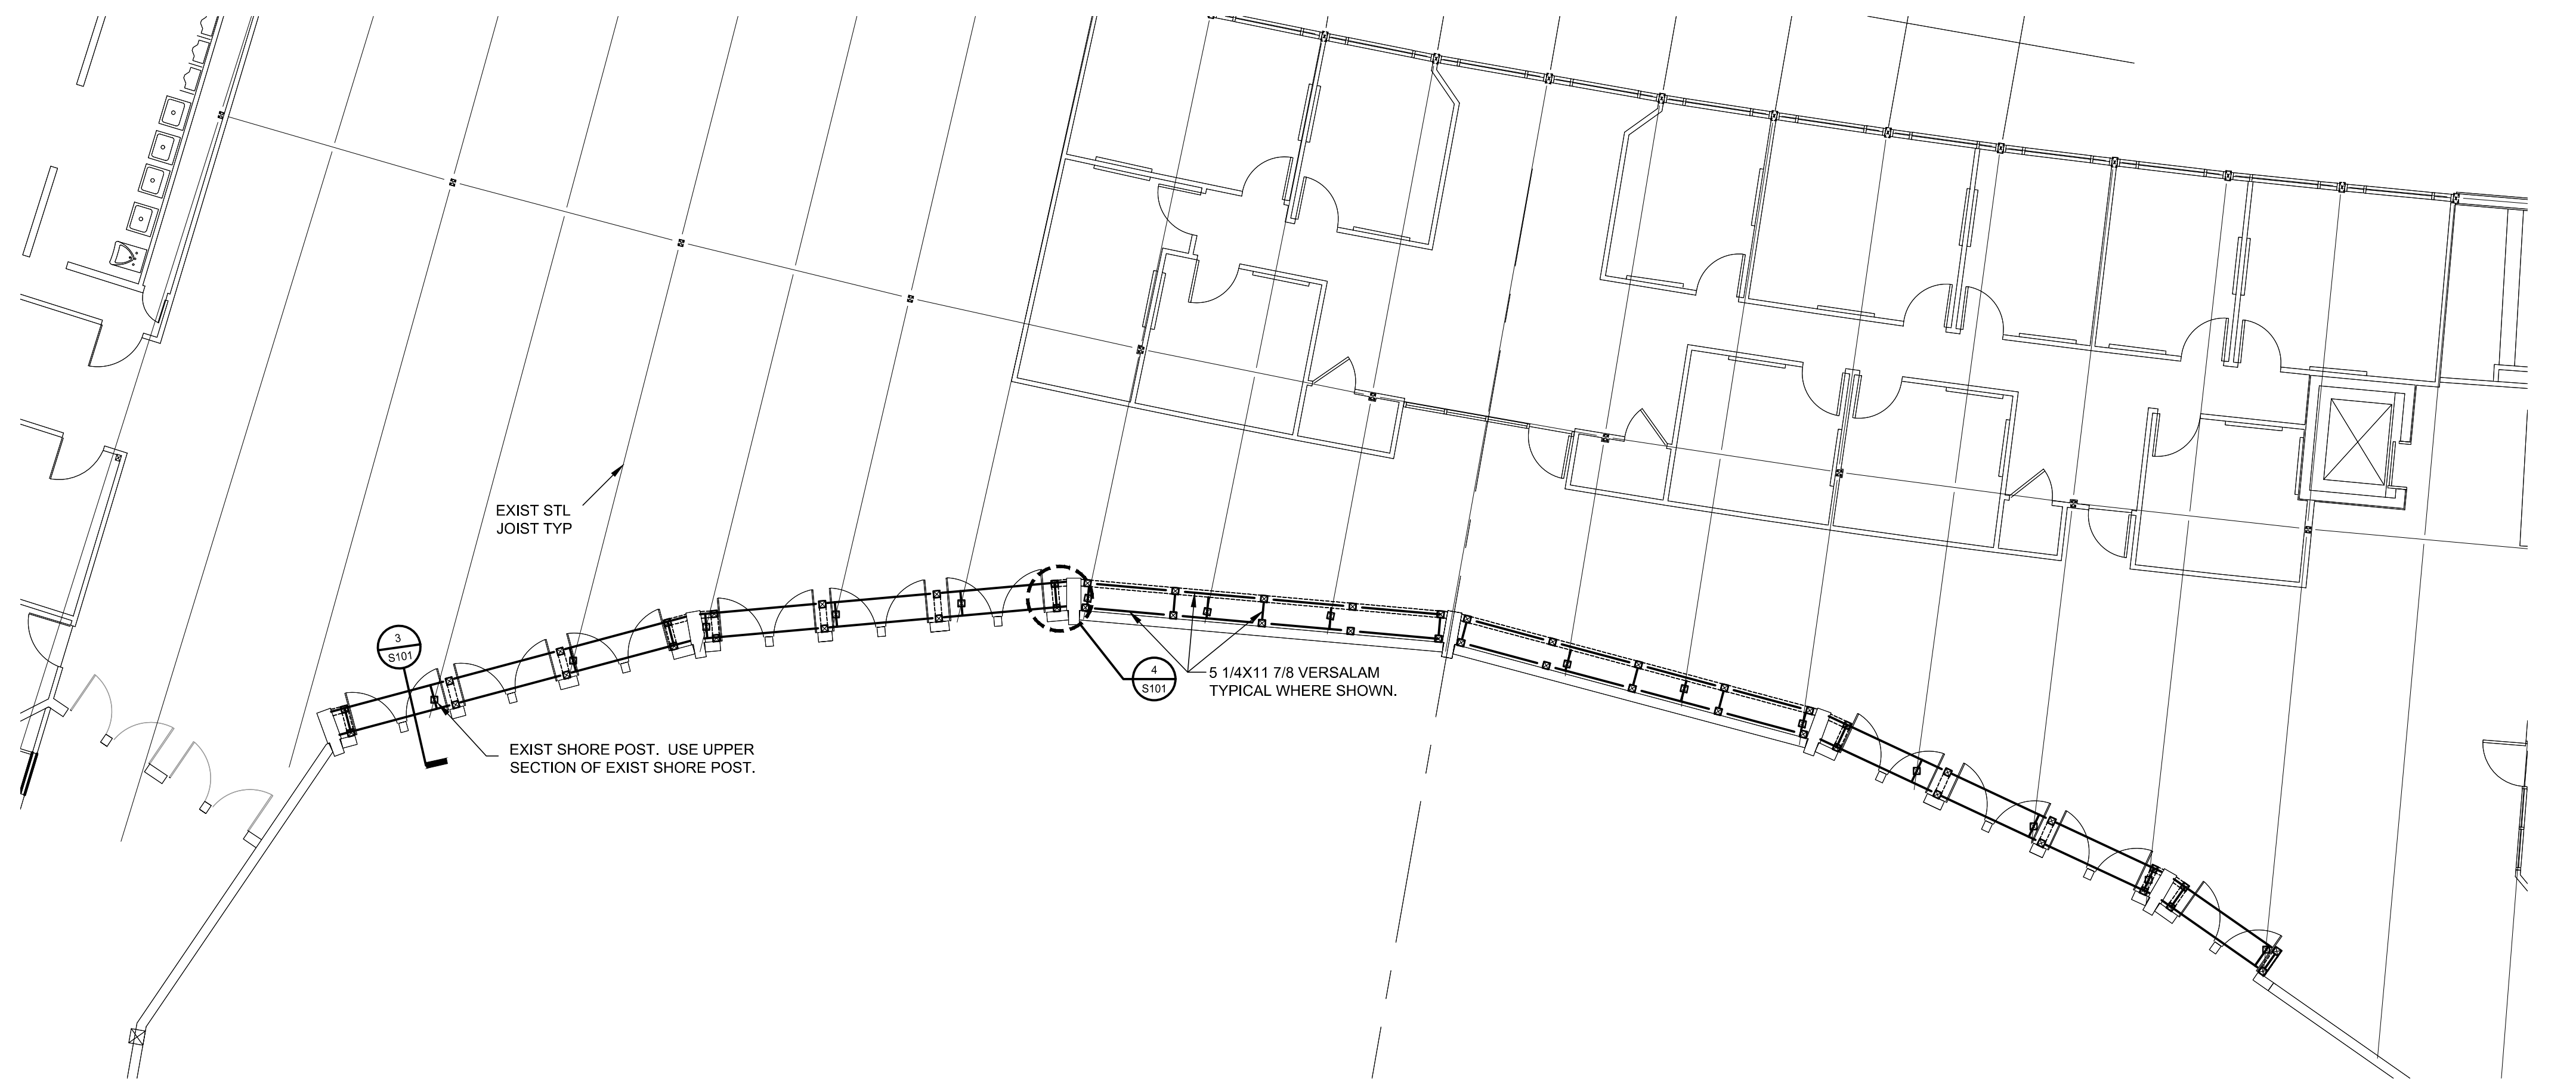 EXIST STL
JOIST TYP
3
S101
4
S101
5 1/4X11 7/8 VERSALAM
TYPICAL WHERE SHOWN.
EXIST SHORE POST.  USE UPPER
SECTION OF EXIST SHORE POST.